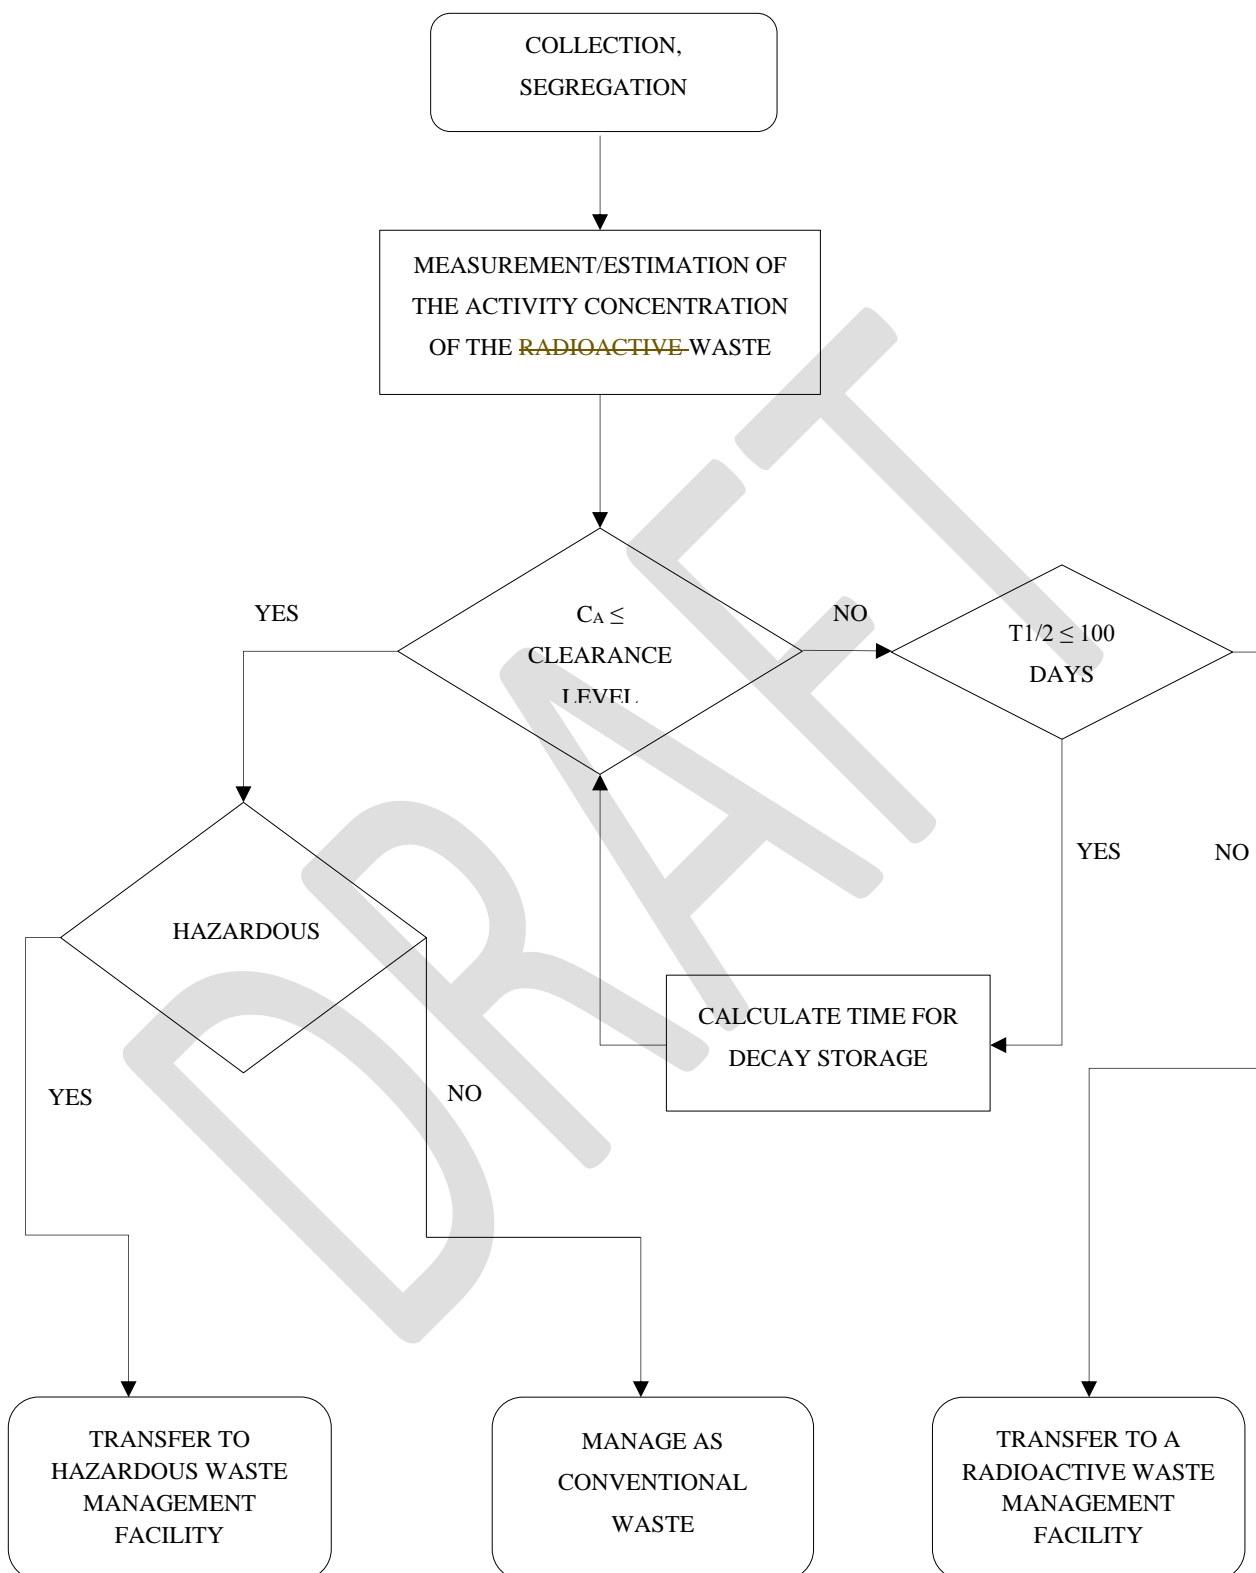 COLLECTION,
SEGREGATION
MEASUREMENT/ESTIMATION OF
THE ACTIVITY CONCENTRATION
OF THE RADIOACTIVE WASTE
YES
CA ≤
CLEARANCE
LEVEL
NO
T1/2 ≤ 100
DAYS
YES
NO
HAZARDOUS
CALCULATE TIME FOR
DECAY STORAGE
YES
NO
TRANSFER TO
HAZARDOUS WASTE
MANAGEMENT
FACILITY
MANAGE AS
CONVENTIONAL
WASTE
TRANSFER TO A
RADIOACTIVE WASTE
MANAGEMENT
FACILITY
DRAFT